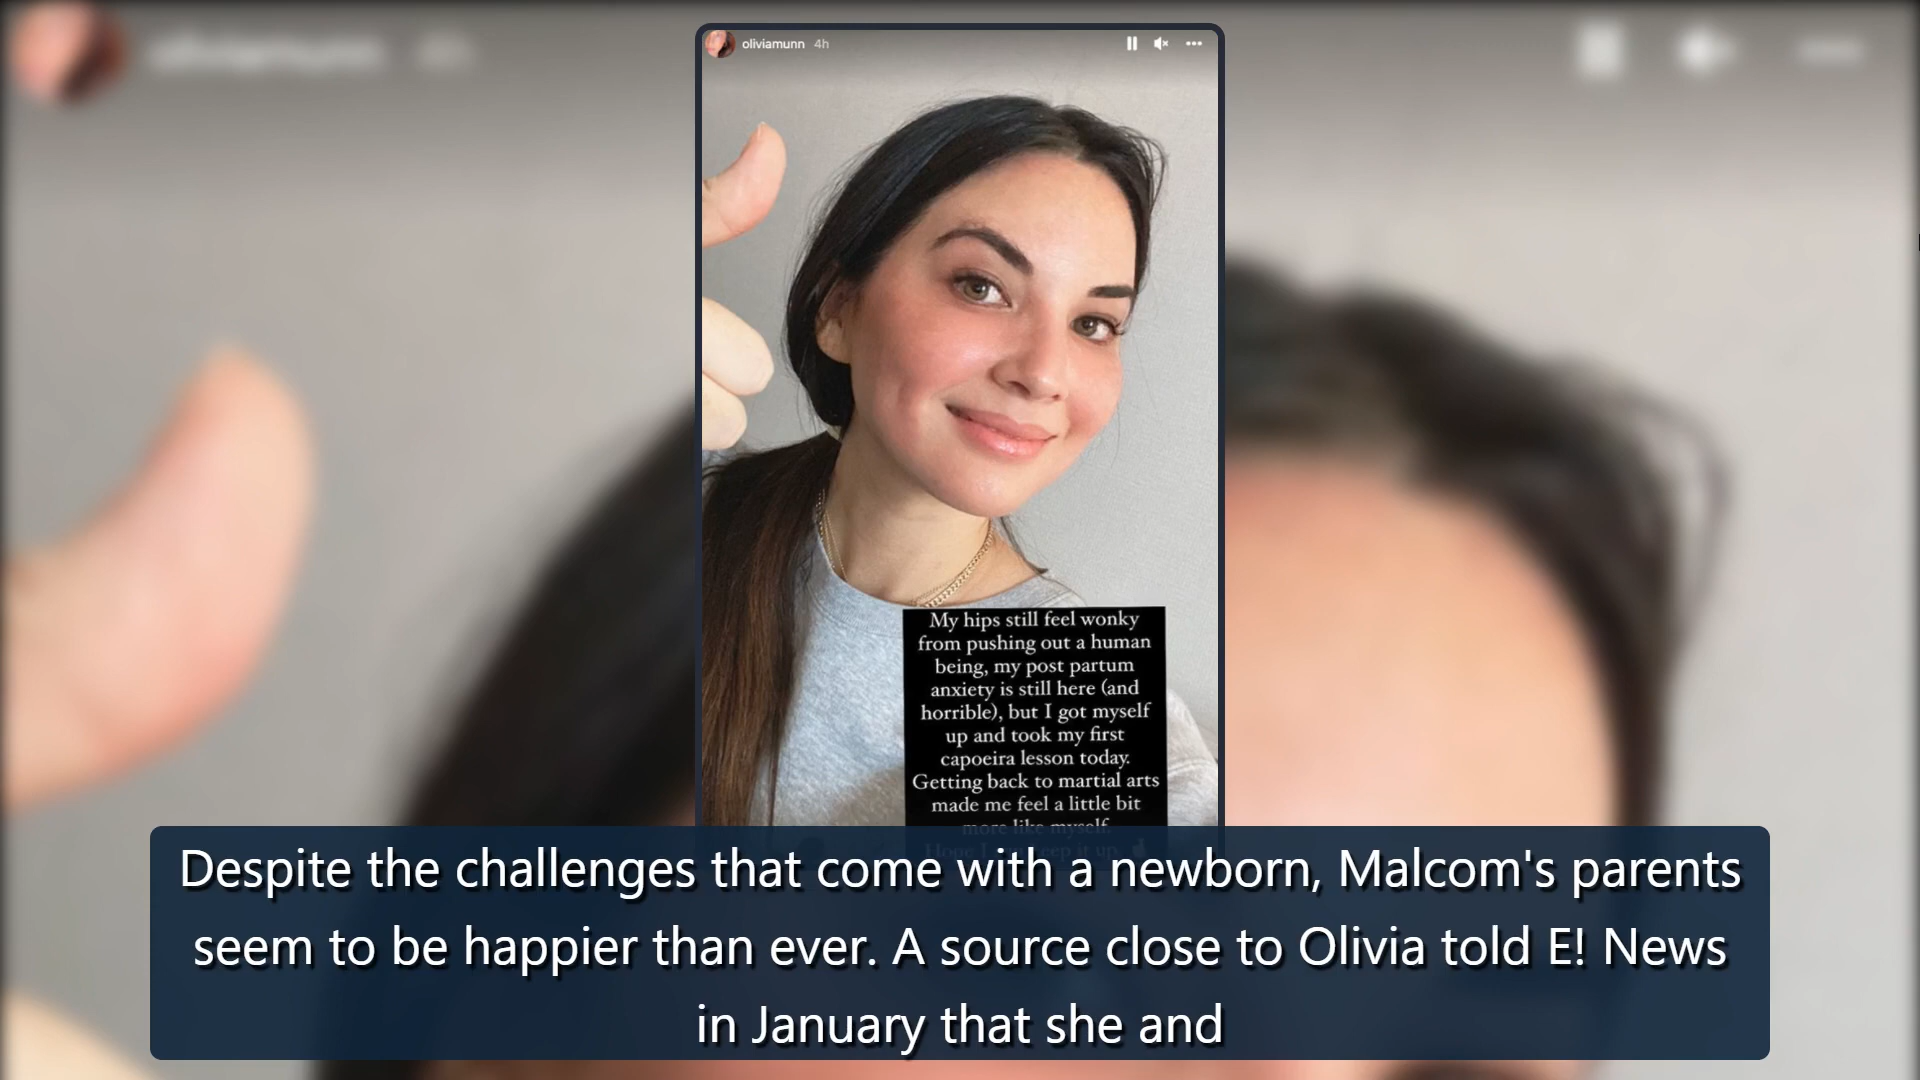 oliviamunn 4h
My hips still feel wonky
from pushing out a human
being, my post partum
anxiety is still here (and
horrible), but I got myself
up and took my first
capoeira lesson today.
Getting back to martial arts
made me feel a little bit
more like myself.
Despite the challenges that come with a newborn, Malcom's parents
seem to be happier than ever. A source close to Olivia told E! News
in January that she and